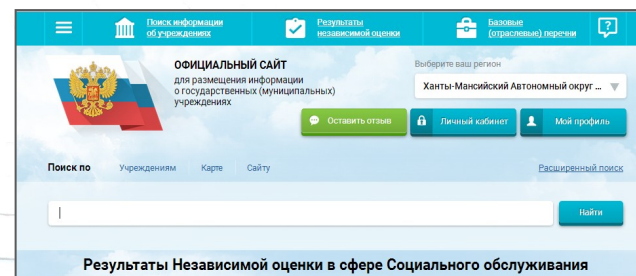 Поиск информации
об учреждениях
Результаты
независимой оценки
Базовые
(отраслевые) перечни
?
ОФИЦИАЛЬНЫЙ САЙТ
для размещения информации
о государственных (муниципальных)
учреждениях
Выберите ваш регион
Ханты-Мансийский Автономный округ ...
Оставить отзыв
Личный кабинет
Мой профиль
Поиск по
Учреждениям
Карте
Сайту
Расширенный поиск
Найти
Результаты Независимой оценки в сфере Социального обслуживания